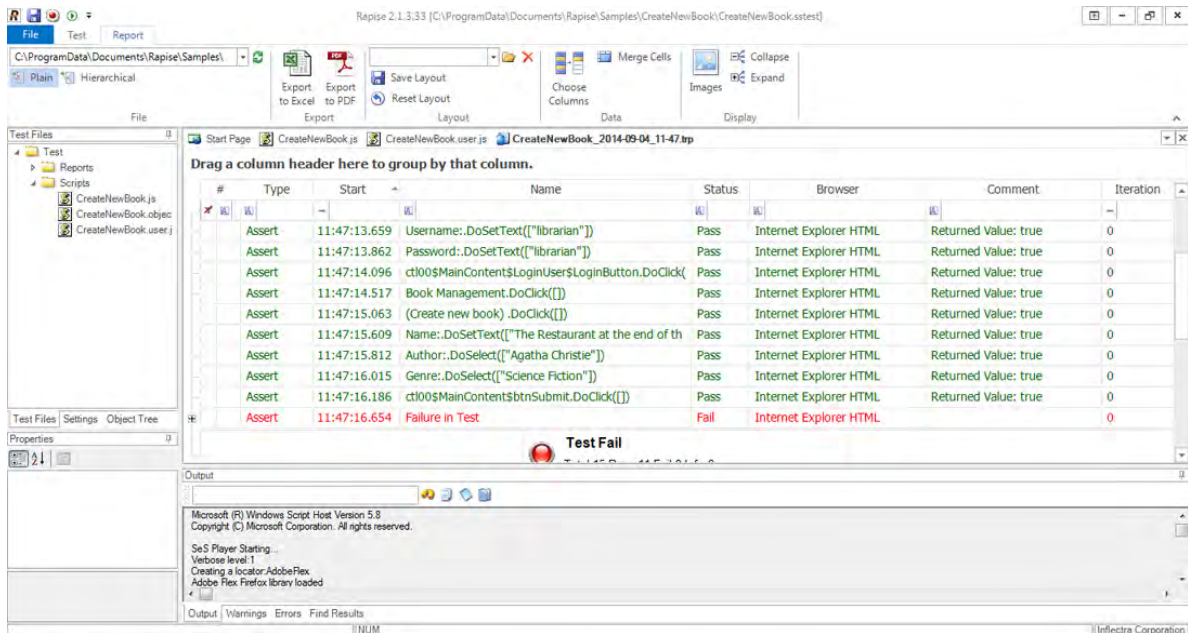 Rapise 2.1.3.33 [C:\ProgramData\Documents\Rapise\Samples\CreateNewBook\CreateNewBook.sstest]
File Test Report
C:\ProgramData\Documents\Rapise\Samples\
Plain Hierarchical
File
Export to Excel
Export to PDF
Export
Save Layout
Reset Layout
Layout
Choose Columns
Merge Cells
Data
Images
Collapse
Expand
Display
Test Files
Test
Reports
Scripts
CreateNewBook.js
CreateNewBook.objec
CreateNewBook.user.j
Test Files Settings Object Tree
Properties
Start Page CreateNewBook.js CreateNewBook.user.js CreateNewBook_2014-09-04_11-47.trp
Drag a column header here to group by that column.
# Type Start Name Status Browser Comment Iteration
Assert 11:47:13.659 Username:.DoSetText(["librarian"]) Pass Internet Explorer HTML Returned Value: true 0
Assert 11:47:13.862 Password:.DoSetText(["librarian"]) Pass Internet Explorer HTML Returned Value: true 0
Assert 11:47:14.096 ctl00$MainContent$LoginUser$LoginButton.DoClick( Pass Internet Explorer HTML Returned Value: true 0
Assert 11:47:14.517 Book Management.DoClick([]) Pass Internet Explorer HTML Returned Value: true 0
Assert 11:47:15.063 (Create new book) .DoClick([]) Pass Internet Explorer HTML Returned Value: true 0
Assert 11:47:15.609 Name:.DoSetText(["The Restaurant at the end of th Pass Internet Explorer HTML Returned Value: true 0
Assert 11:47:15.812 Author:.DoSelect(["Agatha Christie"]) Pass Internet Explorer HTML Returned Value: true 0
Assert 11:47:16.015 Genre:.DoSelect(["Science Fiction"]) Pass Internet Explorer HTML Returned Value: true 0
Assert 11:47:16.186 ctl00$MainContent$btnSubmit.DoClick([]) Pass Internet Explorer HTML Returned Value: true 0
Assert 11:47:16.654 Failure in Test Fail Internet Explorer HTML 0
Test Fail
Output
Microsoft (R) Windows Script Host Version 5.8
Copyright (C) Microsoft Corporation. All rights reserved.
SeS Player Starting...
Verbose level:1
Creating a locator:AdobeFlex
Adobe Flex Firefox library loaded
Output Warnings Errors Find Results
NUM
Inflectra Corporation